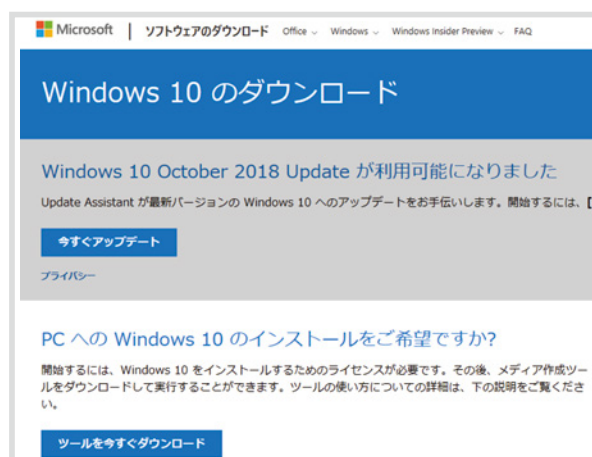 Microsoft | ソフトウェアのダウンロード Office Windows Windows Insider Preview FAQ
Windows 10 のダウンロード
Windows 10 October 2018 Update が利用可能になりました
Update Assistant が最新バージョンの Windows 10 へのアップデートをお手伝いします。開始するには、[
今すぐアップデート
プライバシー
PC への Windows 10 のインストールをご希望ですか?
開始するには、Windows 10 をインストールするためのライセンスが必要です。その後、メディア作成ツー
ルをダウンロードして実行することができます。ツールの使い方についての詳細は、下の説明をご覧くださ
い。
ツールを今すぐダウンロード